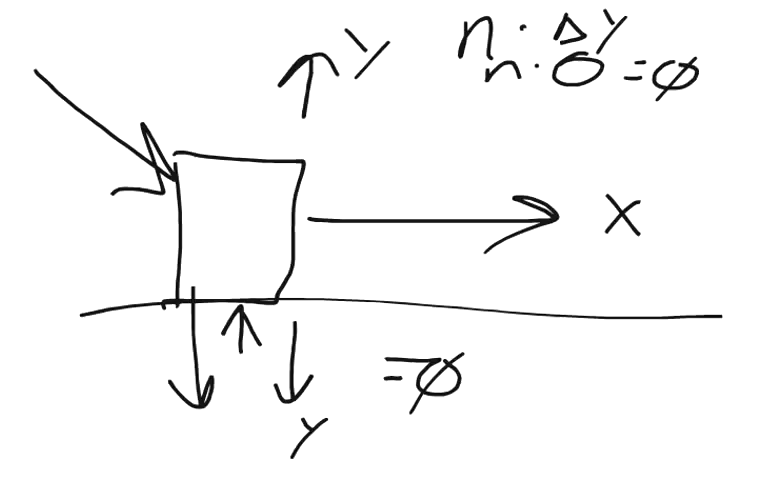 n · Δy
y
n · 0 = ∅
x
= ∅
y